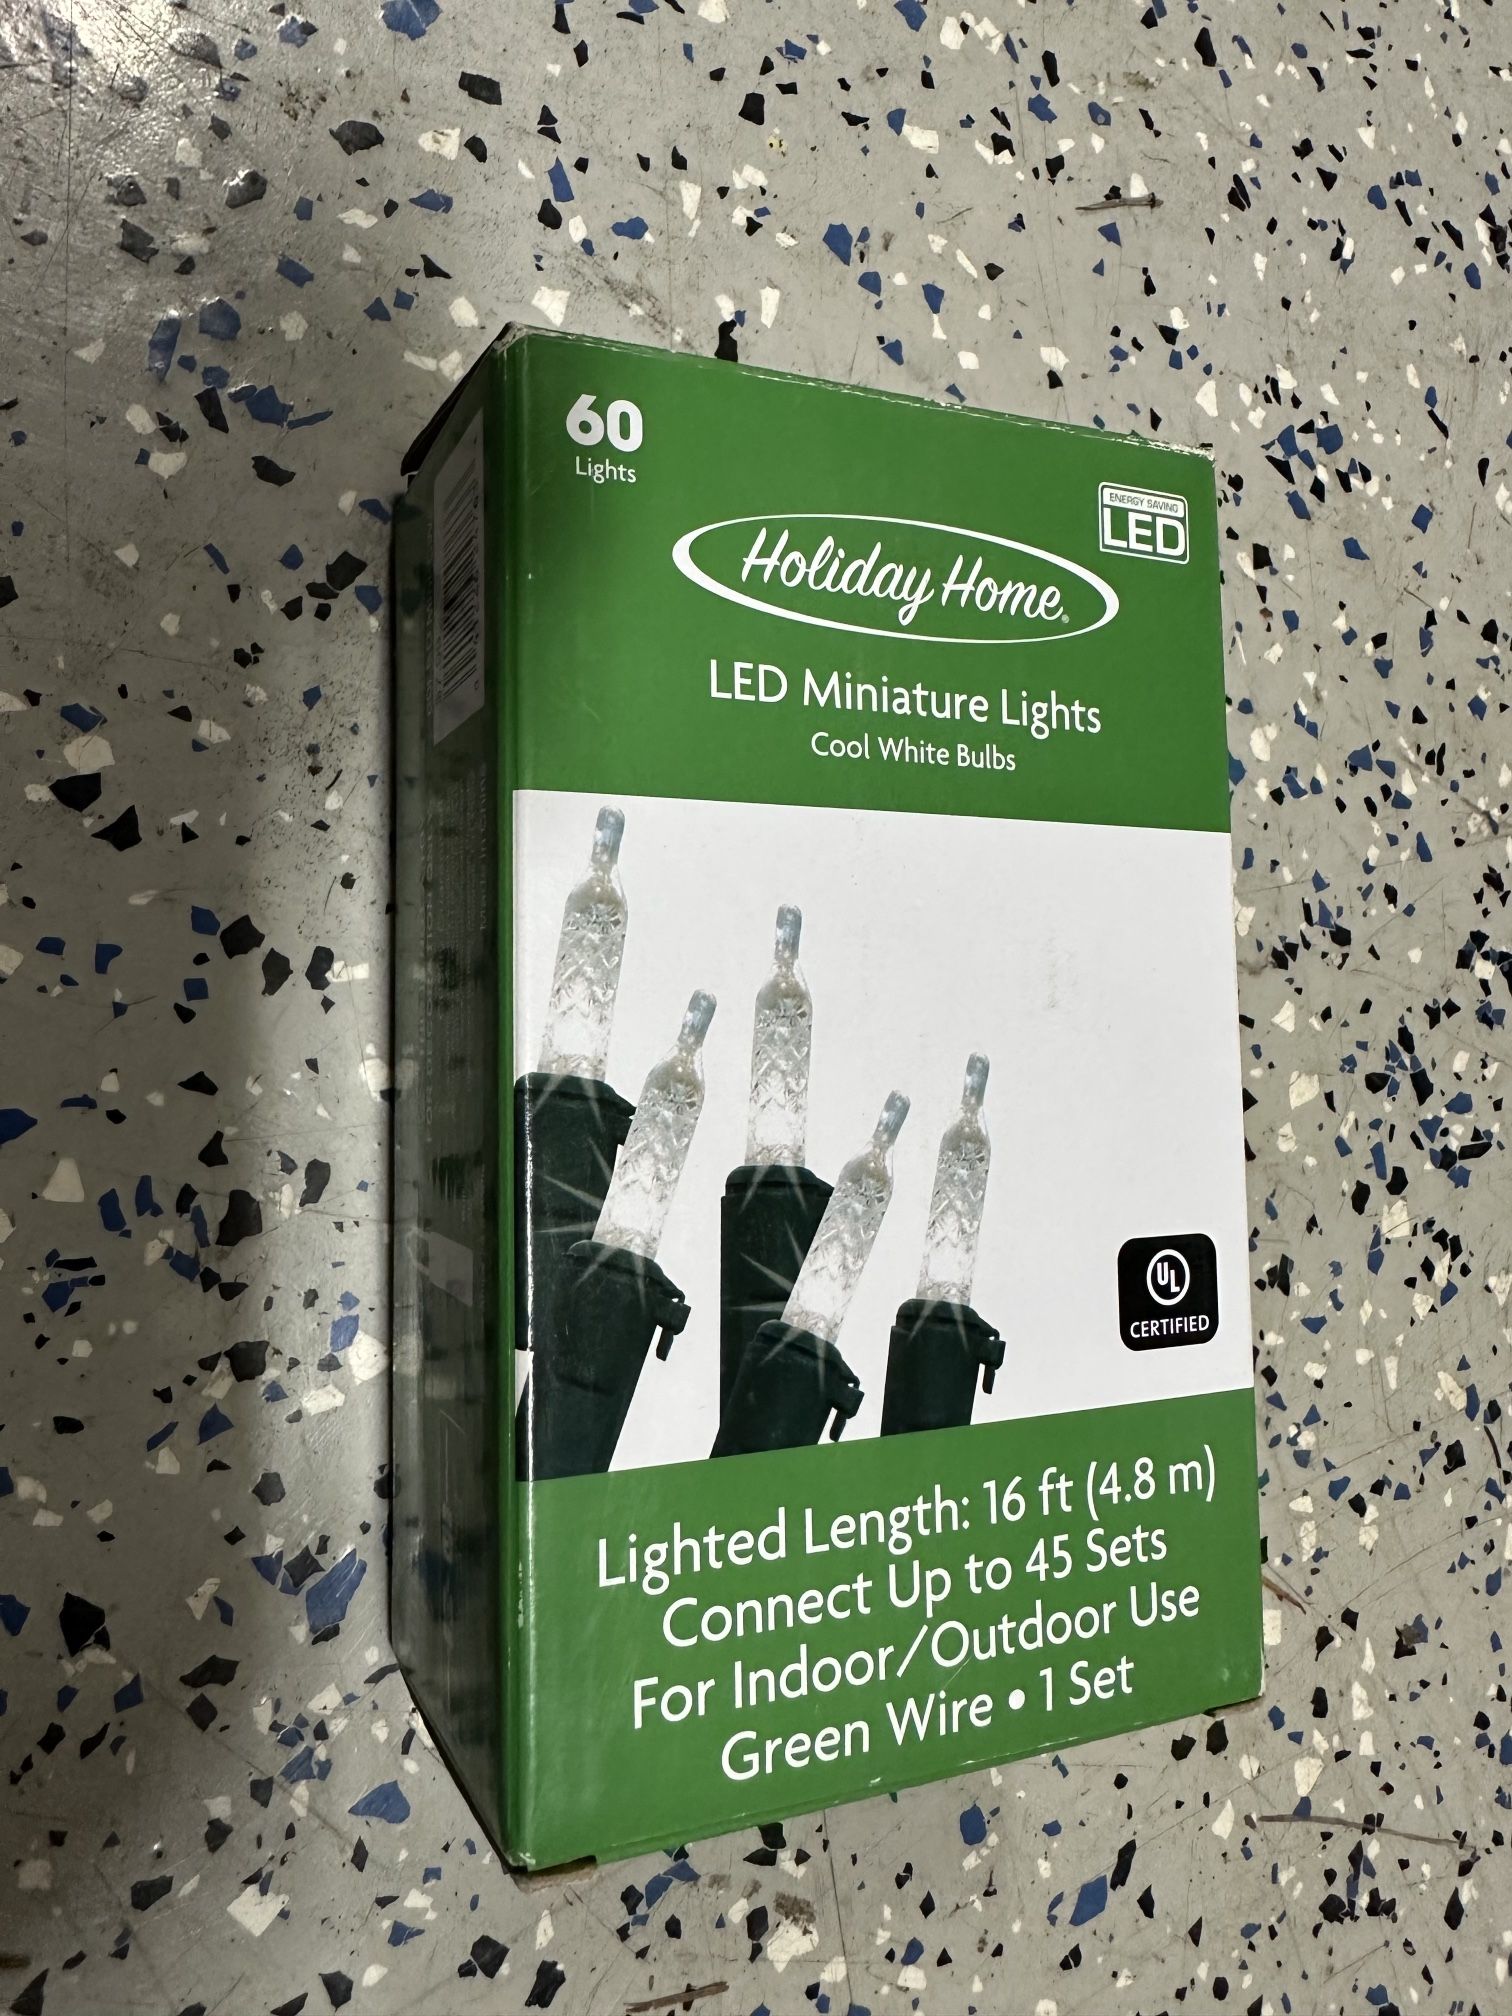 60
Lights
ENERGY SAVING
LED
Holiday Home®
LED Miniature Lights
Cool White Bulbs
UL
CERTIFIED
Lighted Length: 16 ft (4.8 m)
Connect Up to 45 Sets
For Indoor/Outdoor Use
Green Wire • 1 Set